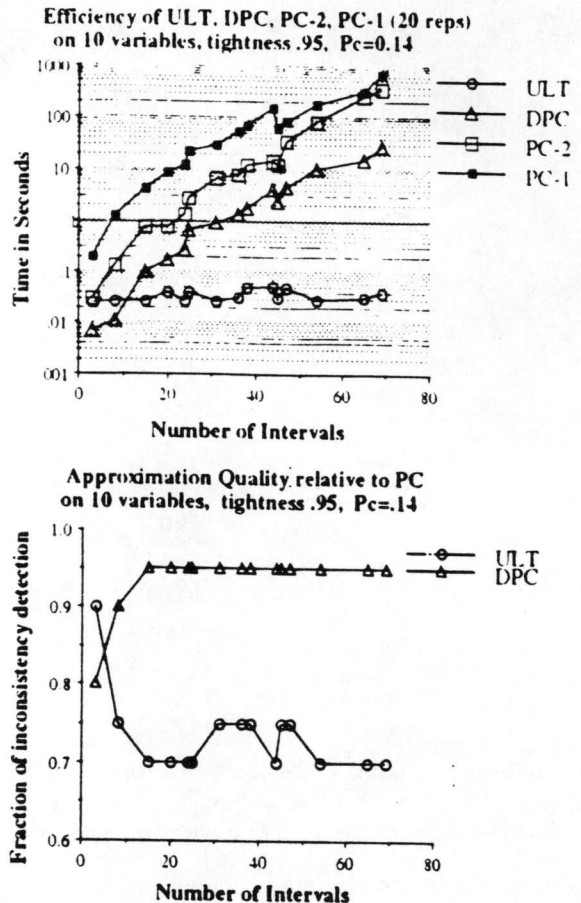 Efficiency of ULT. DPC, PC-2, PC-1 (20 reps)
on 10 variables, tightness .95, Pc=0.14
1000
100
10
1
.1
.01
001
0
20
40
60
80
Time in Seconds
Number of Intervals
ULT
DPC
PC-2
PC-1
Approximation Quality relative to PC
on 10 variables, tightness .95, Pc=.14
1.0
0.9
0.8
0.7
0.6
0
20
40
60
80
Fraction of inconsistency detection
Number of Intervals
ULT
DPC